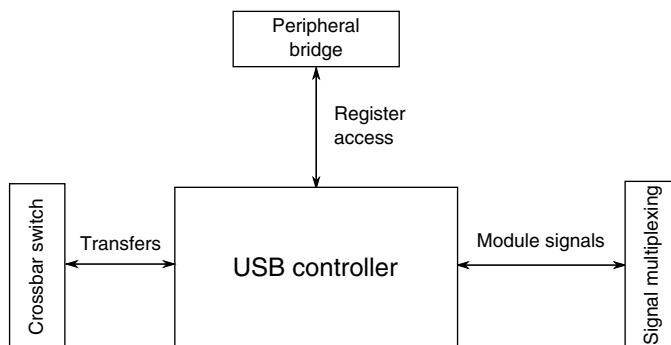 Peripheral
bridge
Register
access
Crossbar switch
Transfers
USB controller
Module signals
Signal multiplexing